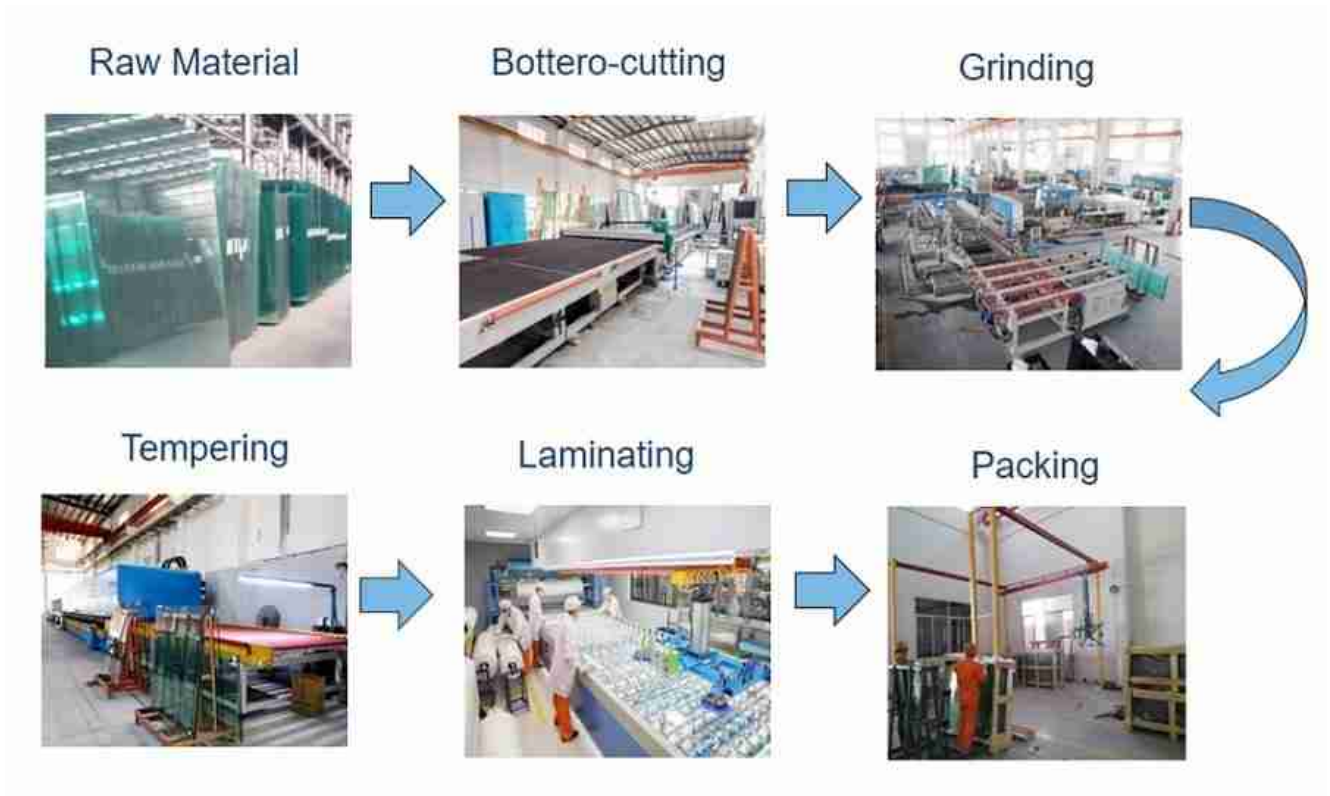 Raw Material
Bottero-cutting
Grinding
Tempering
Laminating
Packing